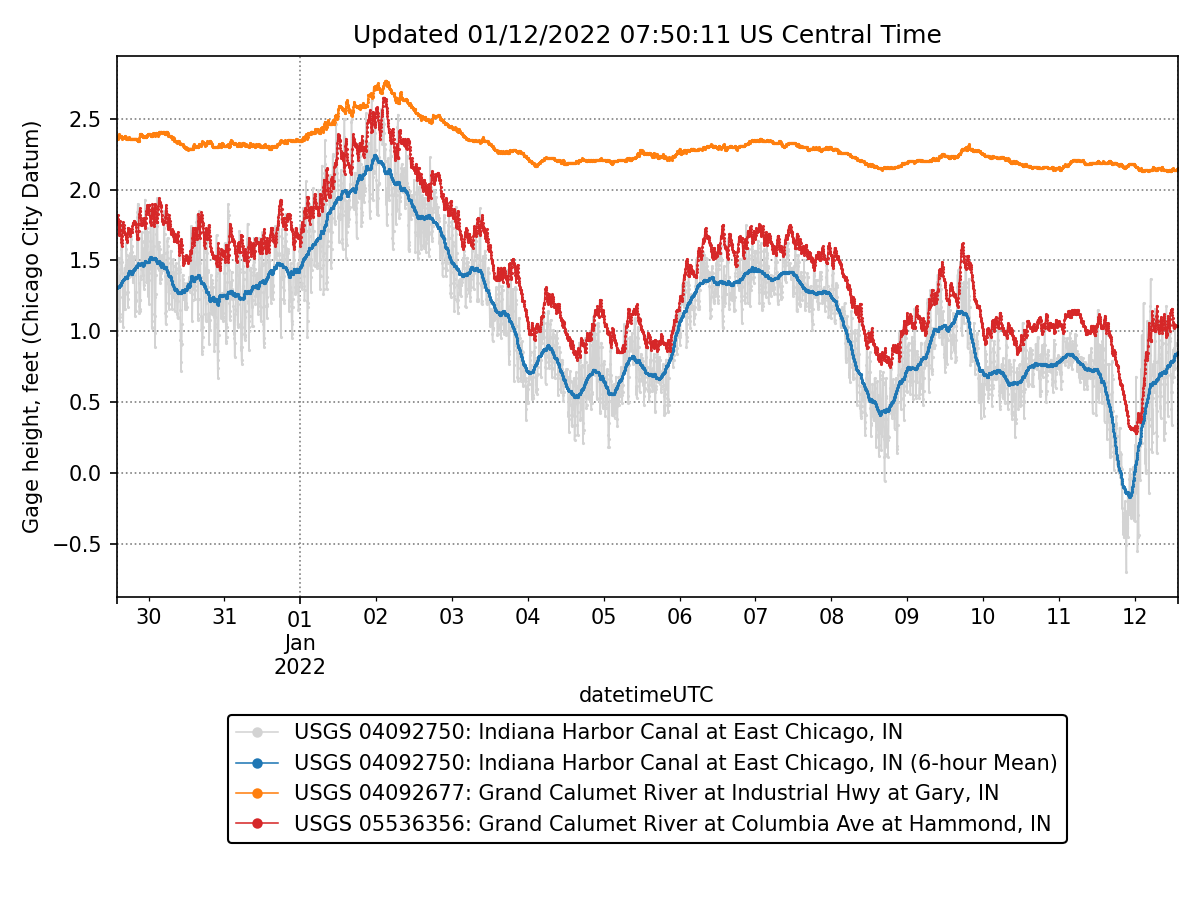 Updated 01/12/2022 07:50:11 US Central Time
Gage height, feet (Chicago City Datum)
2.5
2.0
1.5
1.0
0.5
0.0
−0.5
30 31 01 02 03 04 05 06 07 08 09 10 11 12
Jan
2022
datetimeUTC
USGS 04092750: Indiana Harbor Canal at East Chicago, IN
USGS 04092750: Indiana Harbor Canal at East Chicago, IN (6-hour Mean)
USGS 04092677: Grand Calumet River at Industrial Hwy at Gary, IN
USGS 05536356: Grand Calumet River at Columbia Ave at Hammond, IN